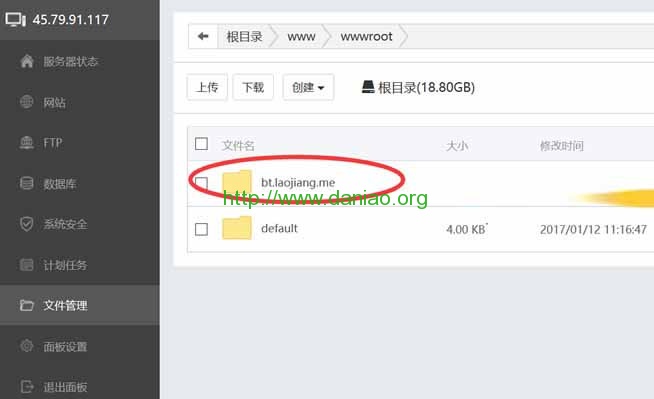 45.79.91.117
服务器状态
网站
FTP
数据库
系统安全
计划任务
文件管理
面板设置
退出面板
根目录 www wwwroot
上传 下载 创建 根目录(18.80GB)
文件名 大小 修改时间
bt.laojiang.me
http://www.daniao.org
default 4.00 KB 2017/01/12 11:16:47